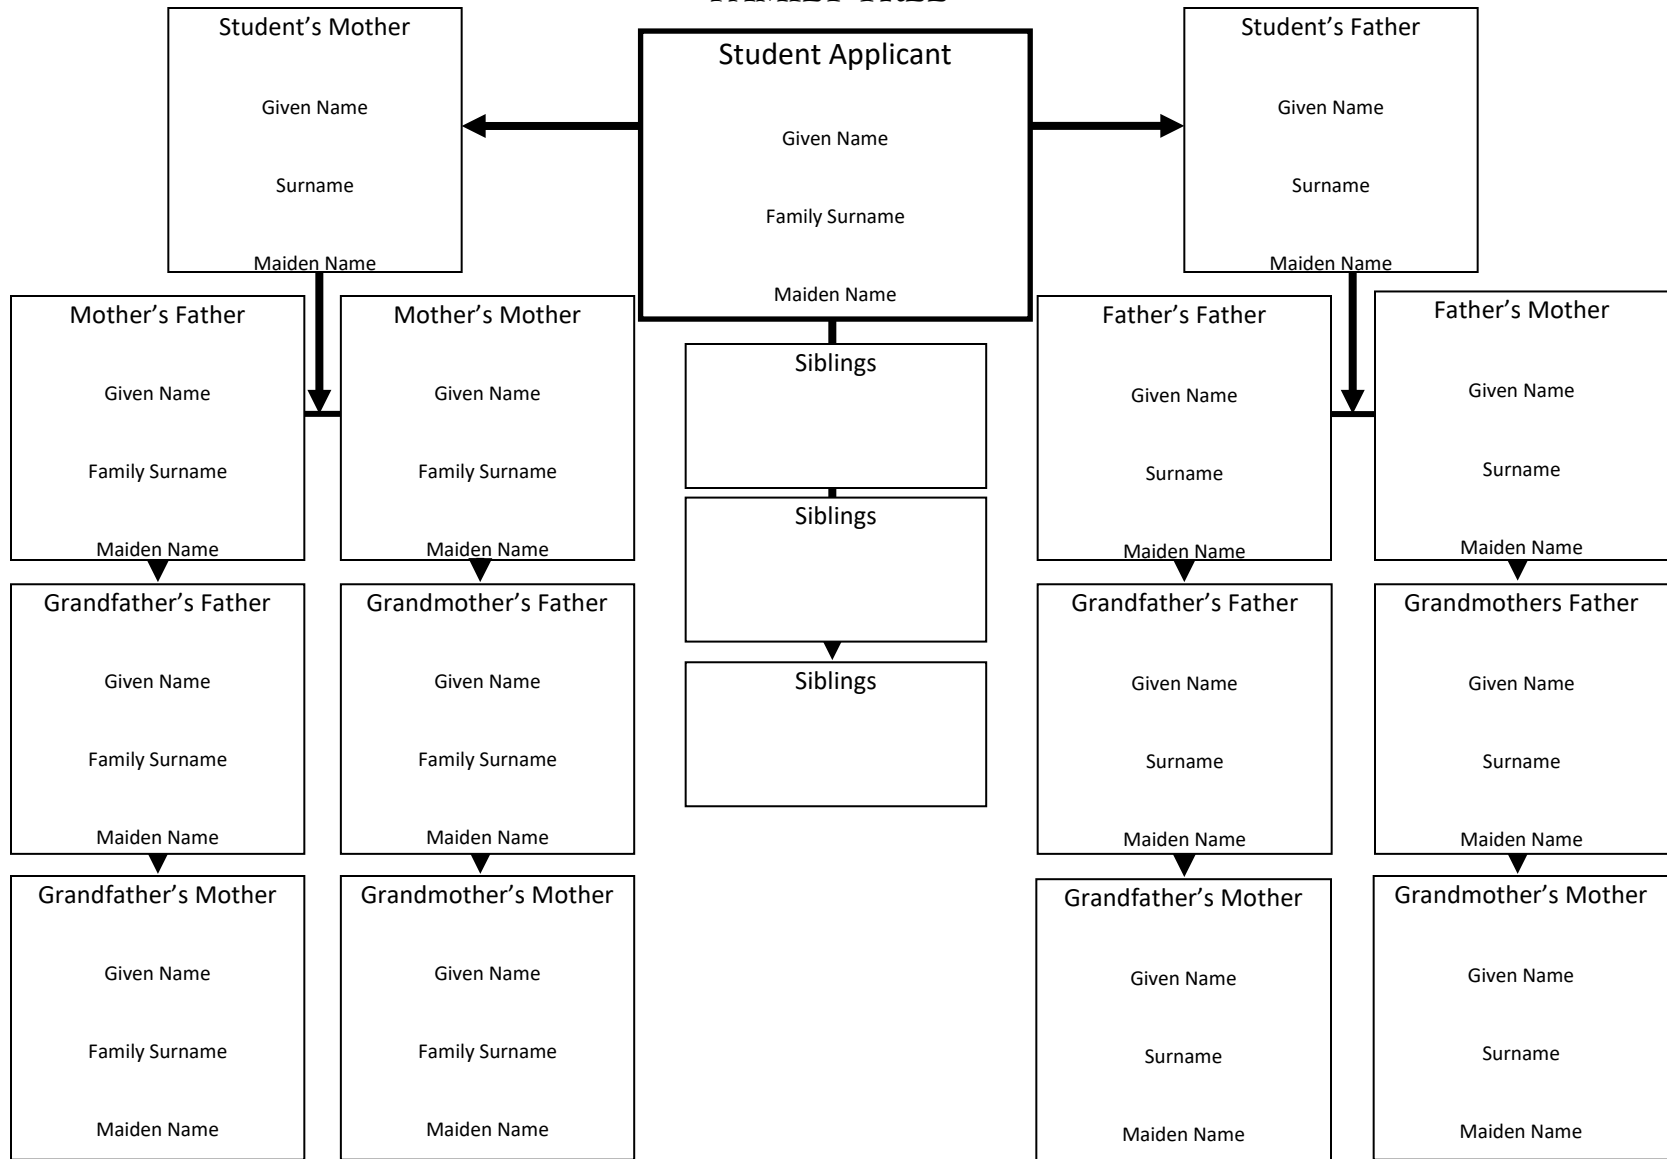 FAMILY TREE
Student's Mother
Given Name
Surname
Maiden Name
Student Applicant
Given Name
Family Surname
Maiden Name
Student's Father
Given Name
Surname
Maiden Name
Mother's Father
Given Name
Family Surname
Maiden Name
Mother's Mother
Given Name
Family Surname
Maiden Name
Siblings
Siblings
Siblings
Father's Father
Given Name
Surname
Maiden Name
Father's Mother
Given Name
Surname
Maiden Name
Grandfather's Father
Given Name
Family Surname
Maiden Name
Grandmother's Father
Given Name
Family Surname
Maiden Name
Grandfather's Father
Given Name
Surname
Maiden Name
Grandmothers Father
Given Name
Surname
Maiden Name
Grandfather's Mother
Given Name
Family Surname
Maiden Name
Grandmother's Mother
Given Name
Family Surname
Maiden Name
Grandfather's Mother
Given Name
Surname
Maiden Name
Grandmother's Mother
Given Name
Surname
Maiden Name